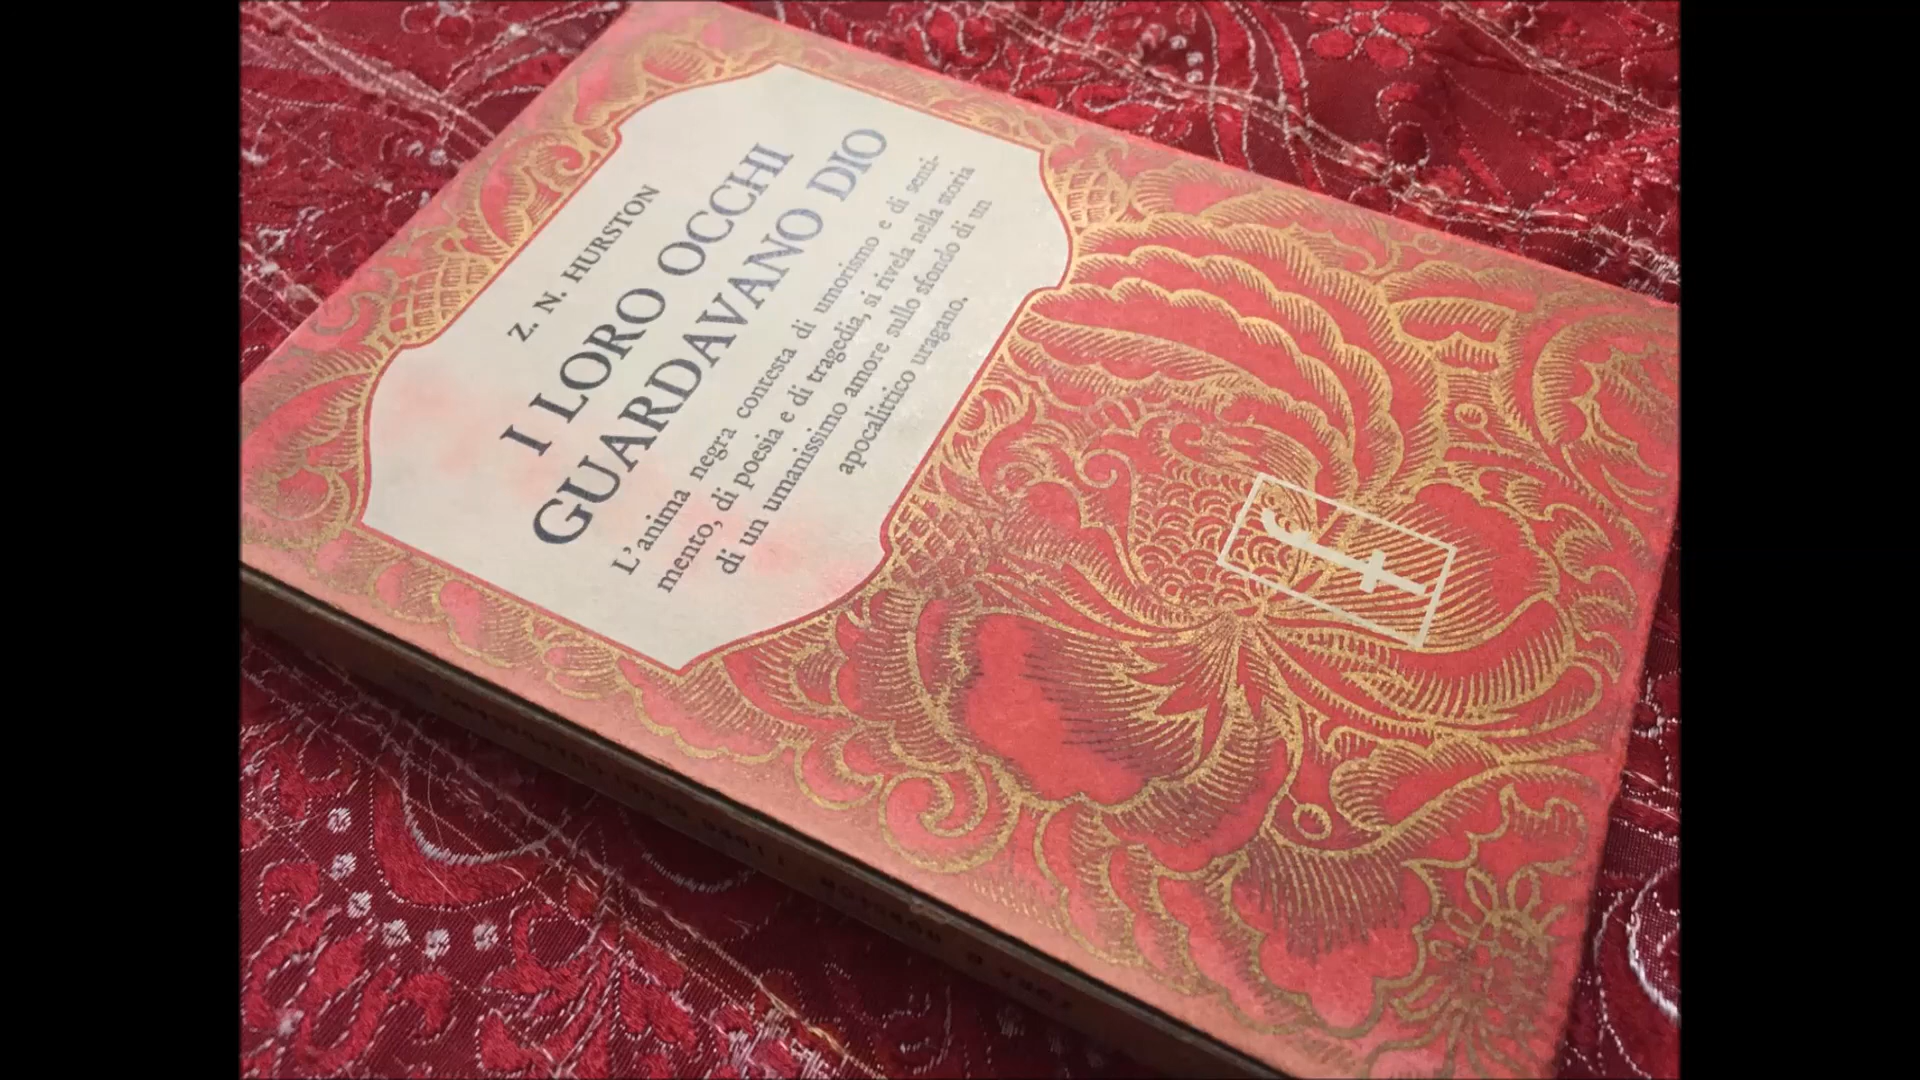 Z. N. HURSTON
I LORO OCCHI
GUARDAVANO DIO
L'anima negra contesta di umorismo e di senti-
mento, di poesia e di tragedia, si rivela nella storia
di un umanissimo amore sullo sfondo di un
apocalittico uragano.
f